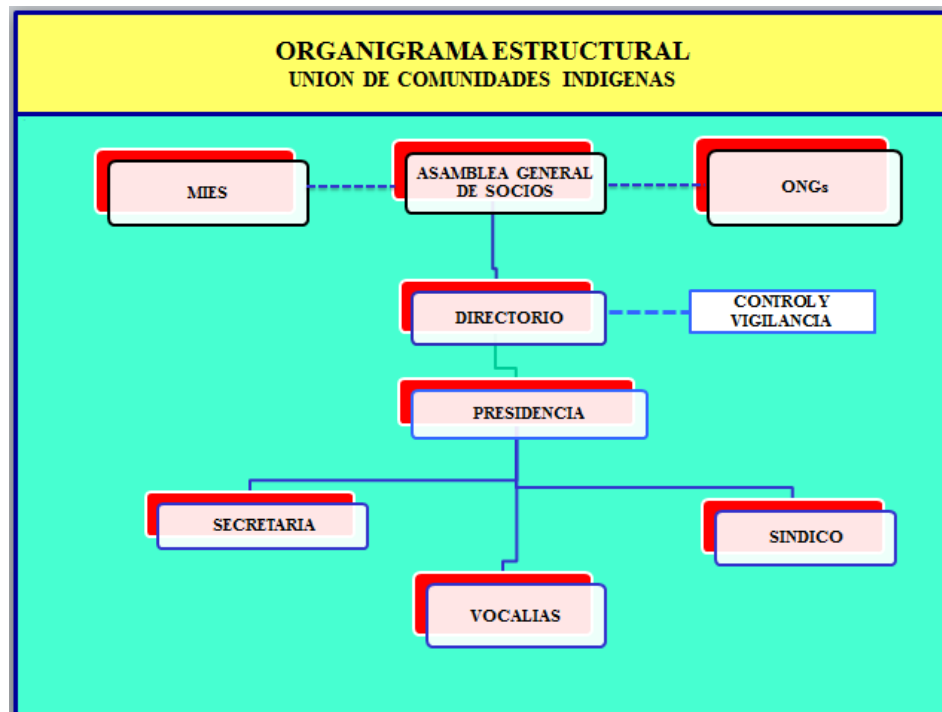 ORGANIGRAMA ESTRUCTURAL
UNION DE COMUNIDADES INDIGENAS
MIES
ASAMBLEA GENERAL
DE SOCIOS
ONGs
DIRECTORIO
CONTROL Y
VIGILANCIA
PRESIDENCIA
SECRETARIA
SINDICO
VOCALIAS